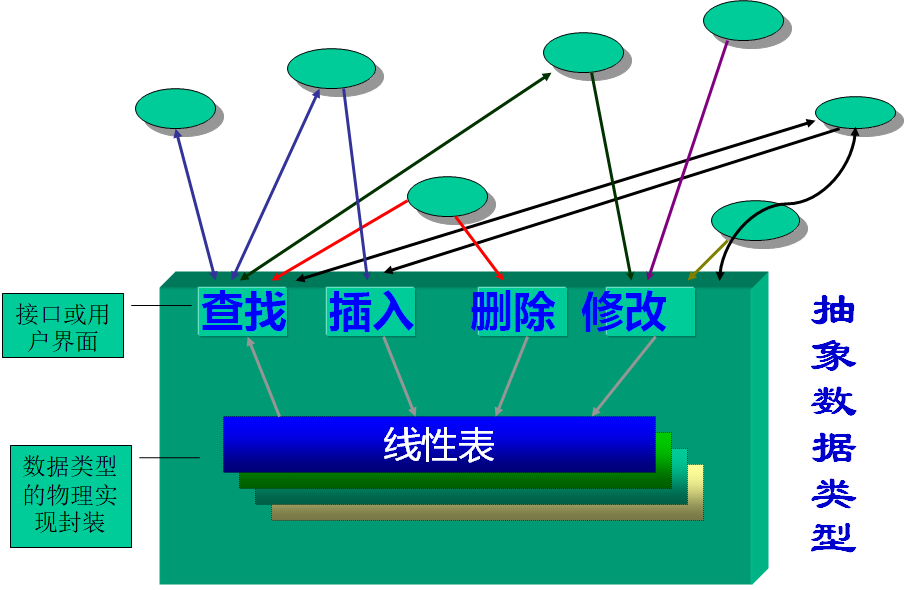 查找 插入 删除 修改
接口或用
户界面
线性表
数据类型
的物理实
现封装
抽
象
数
据
类
型